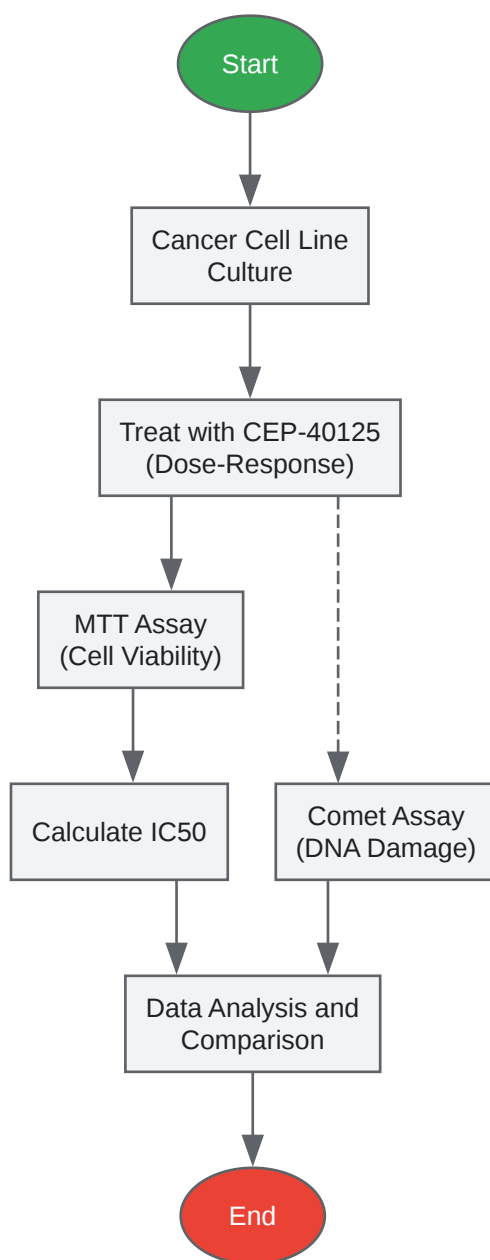 Start
Cancer Cell Line
Culture
Treat with CEP-40125
(Dose-Response)
MTT Assay
(Cell Viability)
Calculate IC50
Comet Assay
(DNA Damage)
Data Analysis and
Comparison
End